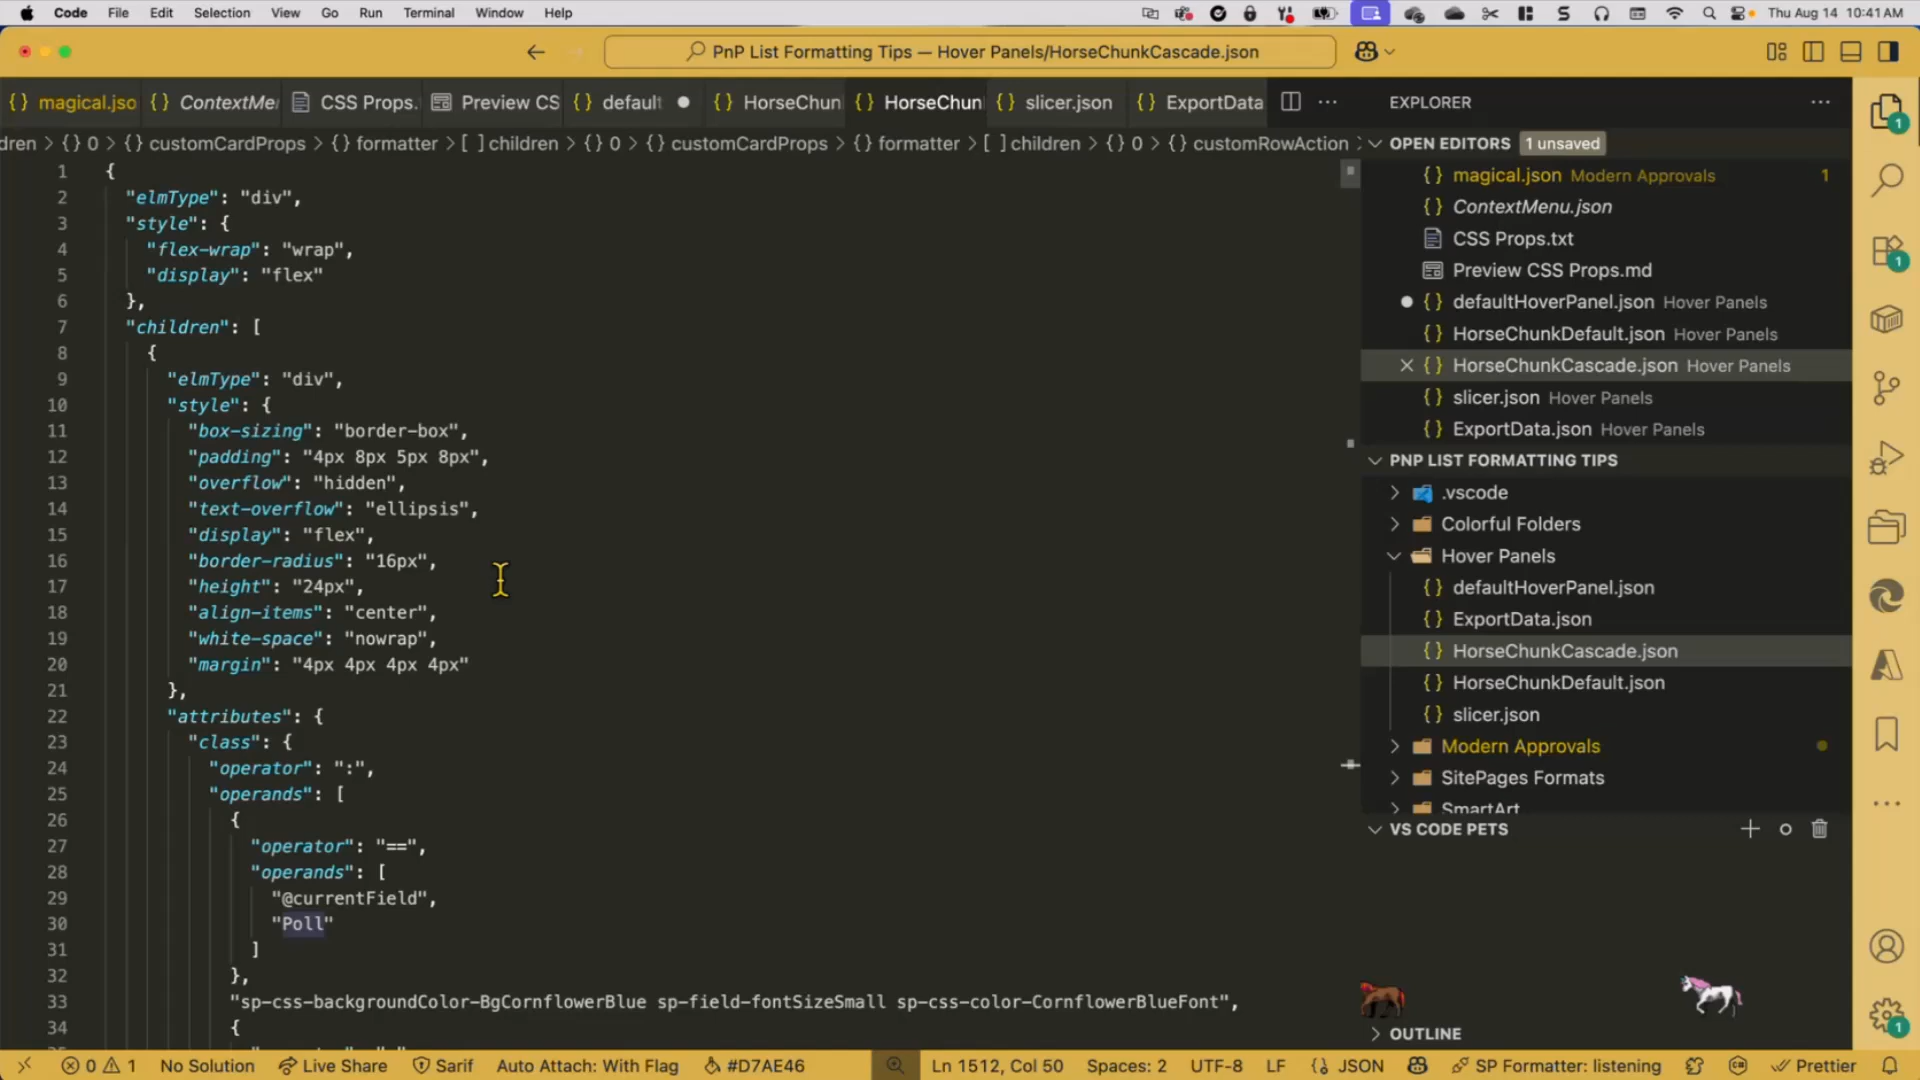 Code File Edit Selection View Go Run Terminal Window Help
Thu Aug 14 10:41 AM
PnP List Formatting Tips — Hover Panels/HorseChunkCascade.json
{} magical.jso
{} ContextMe
CSS Props.
Preview CS
{} default
{} HorseChun
{} HorseChun
{} slicer.json
{} ExportData
dren > {} 0 > {} customCardProps > {} formatter > [ ] children > {} 0 > {} customCardProps > {} formatter > [ ] children > {} 0 > {} customRowAction >
1 {
2 "elmType": "div",
3 "style": {
4 "flex-wrap": "wrap",
5 "display": "flex"
6 },
7 "children": [
8 {
9 "elmType": "div",
10 "style": {
11 "box-sizing": "border-box",
12 "padding": "4px 8px 5px 8px",
13 "overflow": "hidden",
14 "text-overflow": "ellipsis",
15 "display": "flex",
16 "border-radius": "16px",
17 "height": "24px",
18 "align-items": "center",
19 "white-space": "nowrap",
20 "margin": "4px 4px 4px 4px"
21 },
22 "attributes": {
23 "class": {
24 "operator": ":",
25 "operands": [
26 {
27 "operator": "==",
28 "operands": [
29 "@currentField",
30 "Poll"
31 ]
32 },
33 "sp-css-backgroundColor-BgCornflowerBlue sp-field-fontSizeSmall sp-css-color-CornflowerBlueFont",
34 {
EXPLORER
OPEN EDITORS 1 unsaved
{} magical.json Modern Approvals 1
{} ContextMenu.json
CSS Props.txt
Preview CSS Props.md
{} defaultHoverPanel.json Hover Panels
{} HorseChunkDefault.json Hover Panels
{} HorseChunkCascade.json Hover Panels
{} slicer.json Hover Panels
{} ExportData.json Hover Panels
PNP LIST FORMATTING TIPS
.vscode
Colorful Folders
Hover Panels
{} defaultHoverPanel.json
{} ExportData.json
{} HorseChunkCascade.json
{} HorseChunkDefault.json
{} slicer.json
Modern Approvals
SitePages Formats
SmartArt
VS CODE PETS
OUTLINE
1
1
1
0 1 No Solution Live Share Sarif Auto Attach: With Flag #D7AE46 Ln 1512, Col 50 Spaces: 2 UTF-8 LF {} JSON SP Formatter: listening Prettier